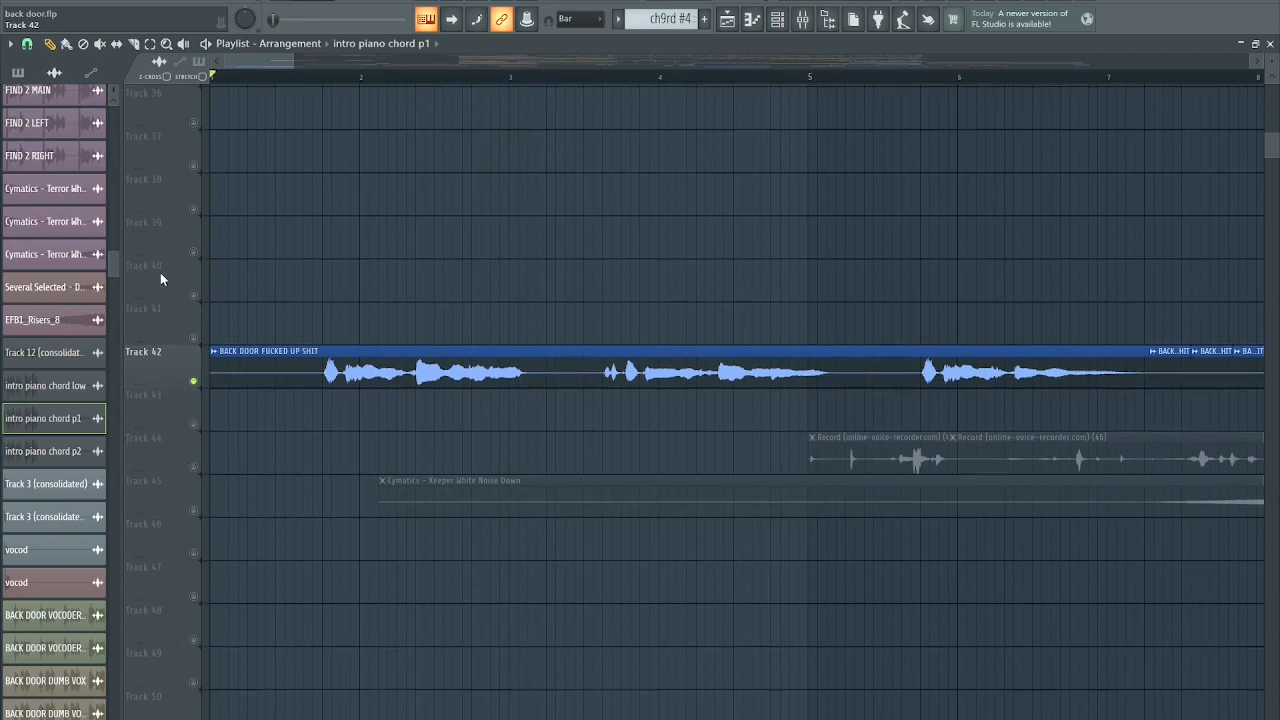 back door.flp
Track 42
Bar
ch9rd #4
Today A newer version of
FL Studio is available!
Playlist - Arrangement › intro piano chord p1 ›
Z-CROSS STRETCH
2 3 4 5 6 7 8
FIND 2 MAIN
FIND 2 LEFT
FIND 2 RIGHT
Cymatics - Terror Wh..
Cymatics - Terror Wh..
Cymatics - Terror Wh..
Several Selected - D..
EFB1_Risers_8
Track 12 (consolidat..
intro piano chord low
intro piano chord p1
intro piano chord p2
Track 3 (consolidated)
Track 3 (consolidate..
vocod
vocod
BACK DOOR VOCODER..
BACK DOOR VOCODER..
BACK DOOR DUMB VOX
BACK DOOR DUMB VO..
Track 36
Track 37
Track 38
Track 39
Track 40
Track 41
Track 42
Track 43
Track 44
Track 45
Track 46
Track 47
Track 48
Track 49
Track 50
BACK DOOR FUCKED UP SHIT
BACK..HIT
BACK..HIT
BA..IT
Record (online-voice-recorder.com)
Record (online-voice-recorder.com) (46)
Cymatics - Keeper White Noise Down